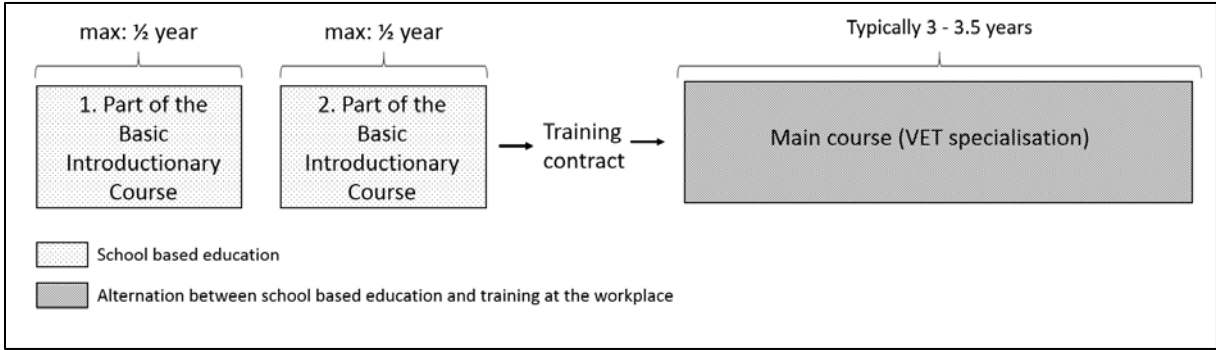 max: ½ year
max: ½ year
Typically 3 - 3.5 years
1. Part of the
Basic
Introductionary
Course
2. Part of the
Basic
Introductionary
Course
Training
contract
Main course (VET specialisation)
School based education
Alternation between school based education and training at the workplace